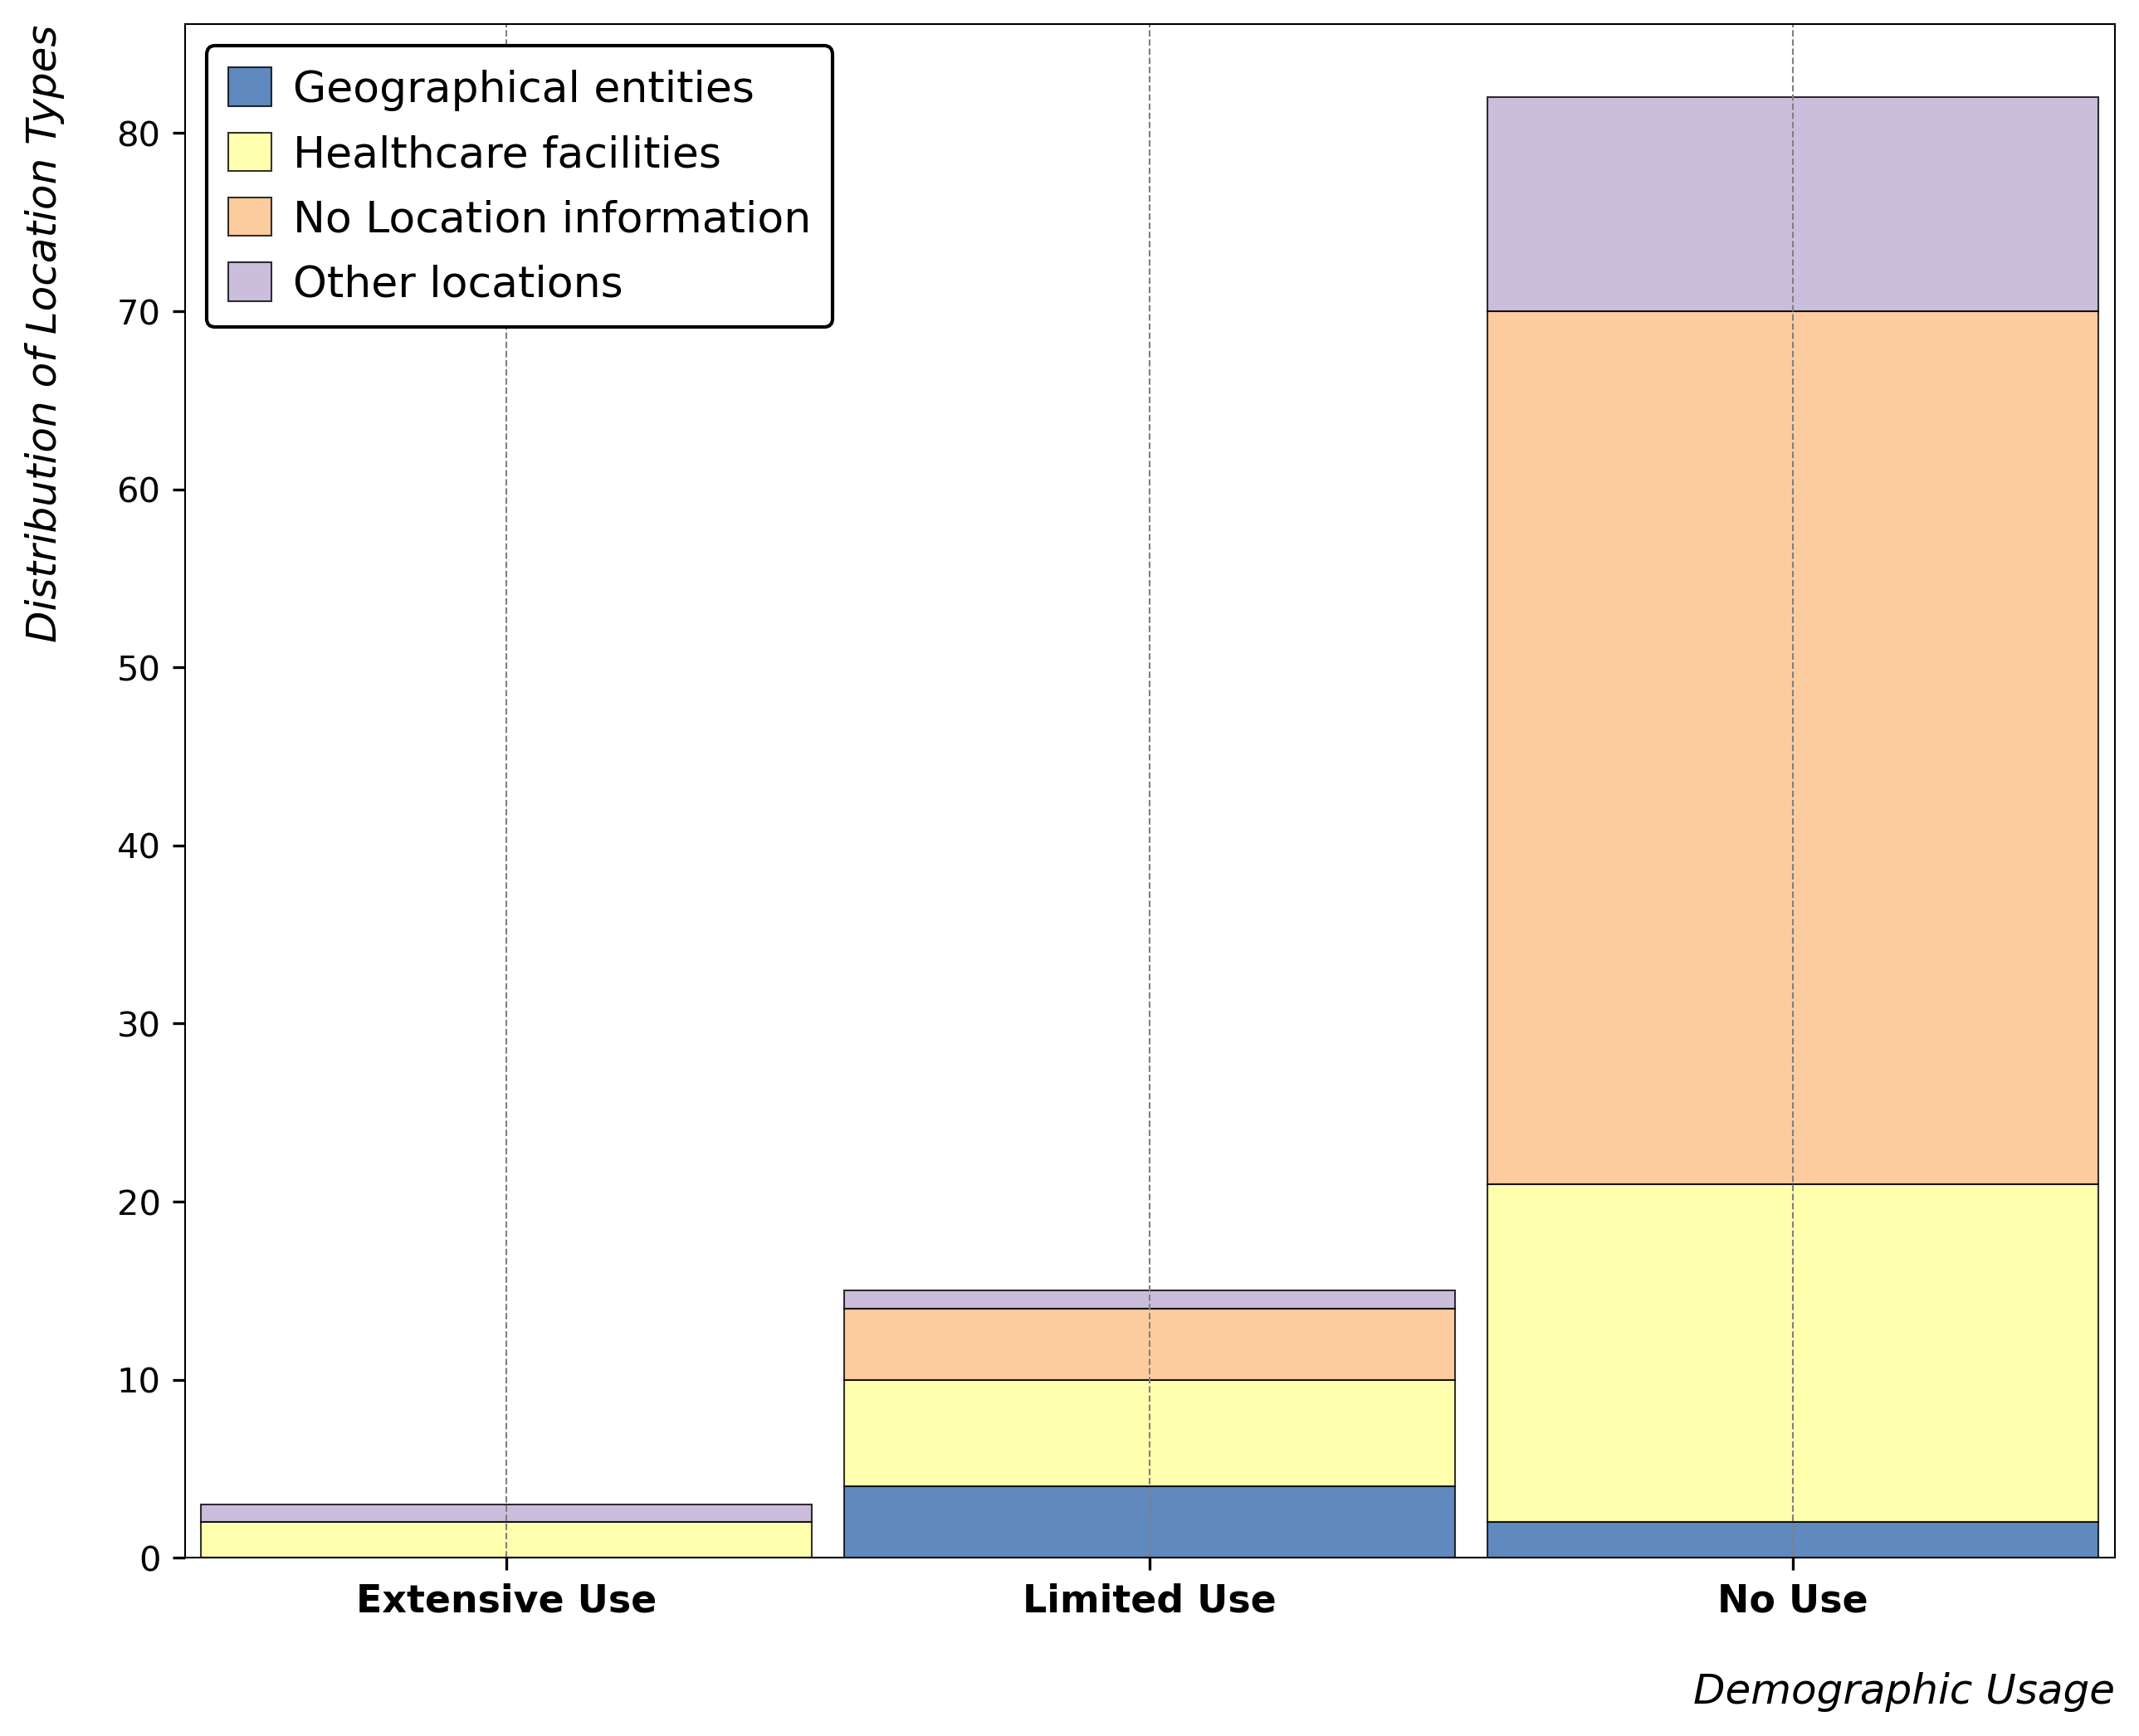 Distribution of Location Types
Geographical entities
Healthcare facilities
No Location information
Other locations
80
70
60
50
40
30
20
10
0
Extensive Use
Limited Use
No Use
Demographic Usage